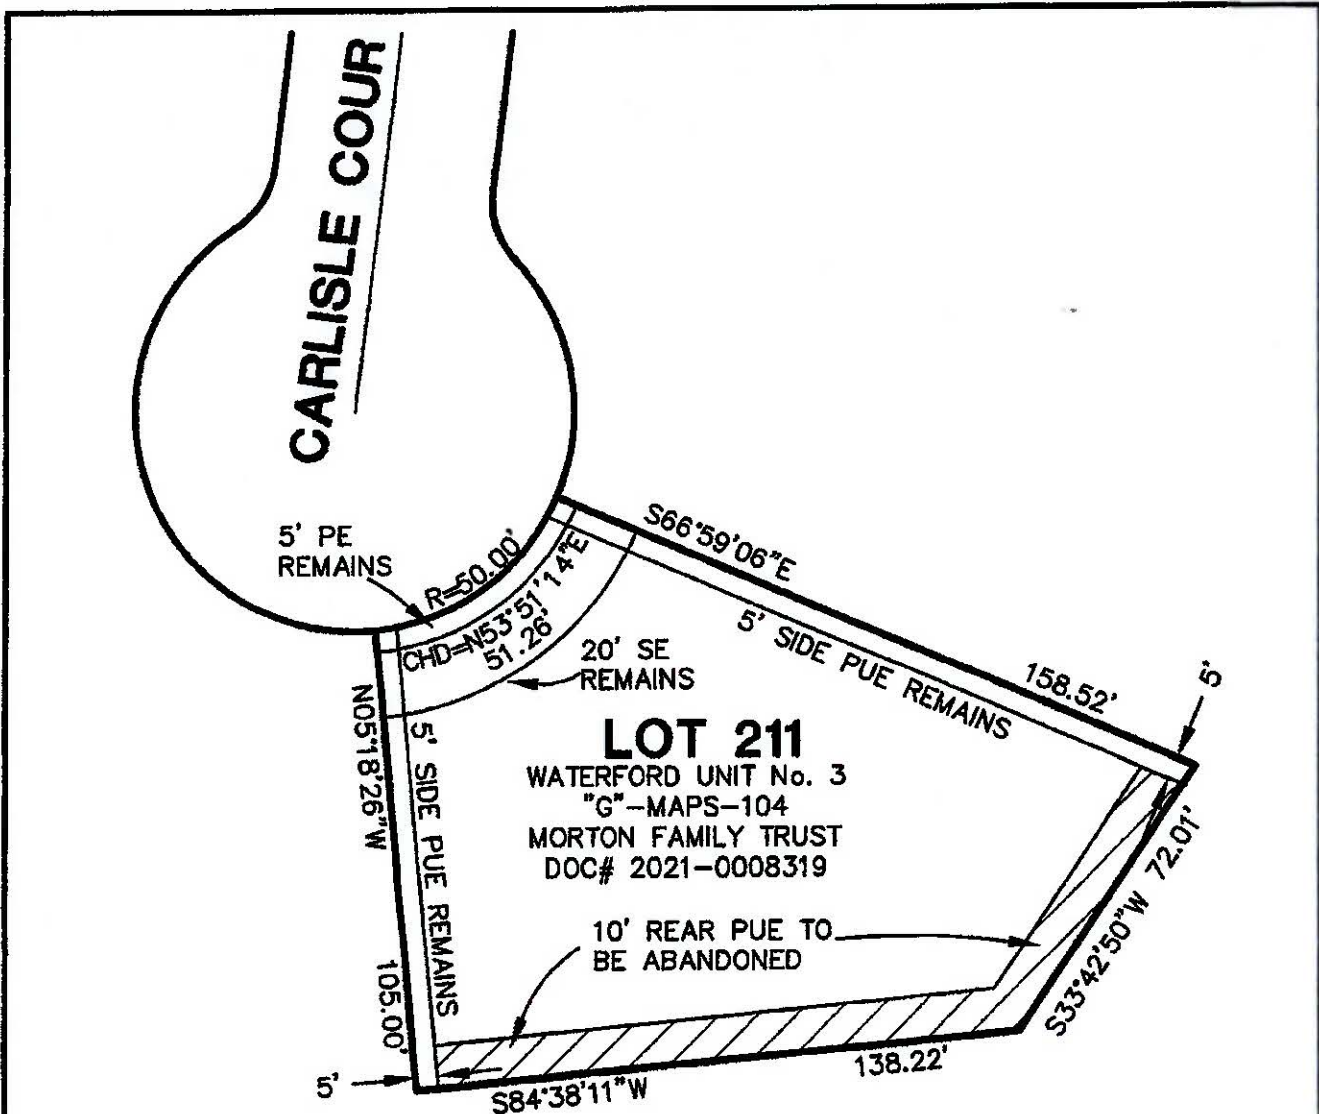 CARLISLE COUR
5' PE
REMAINS
R=50.00'
CHD=N53°51'14"E
51.26'
20' SE
REMAINS
S66°59'06"E
158.52'
5' SIDE PUE REMAINS
5'
N05°18'26"W
105.00'
5' SIDE PUE REMAINS
LOT 211
WATERFORD UNIT No. 3
"G"-MAPS-104
MORTON FAMILY TRUST
DOC# 2021-0008319
10' REAR PUE TO
BE ABANDONED
S33°42'50"W 72.01'
138.22'
S84°38'11"W
5'